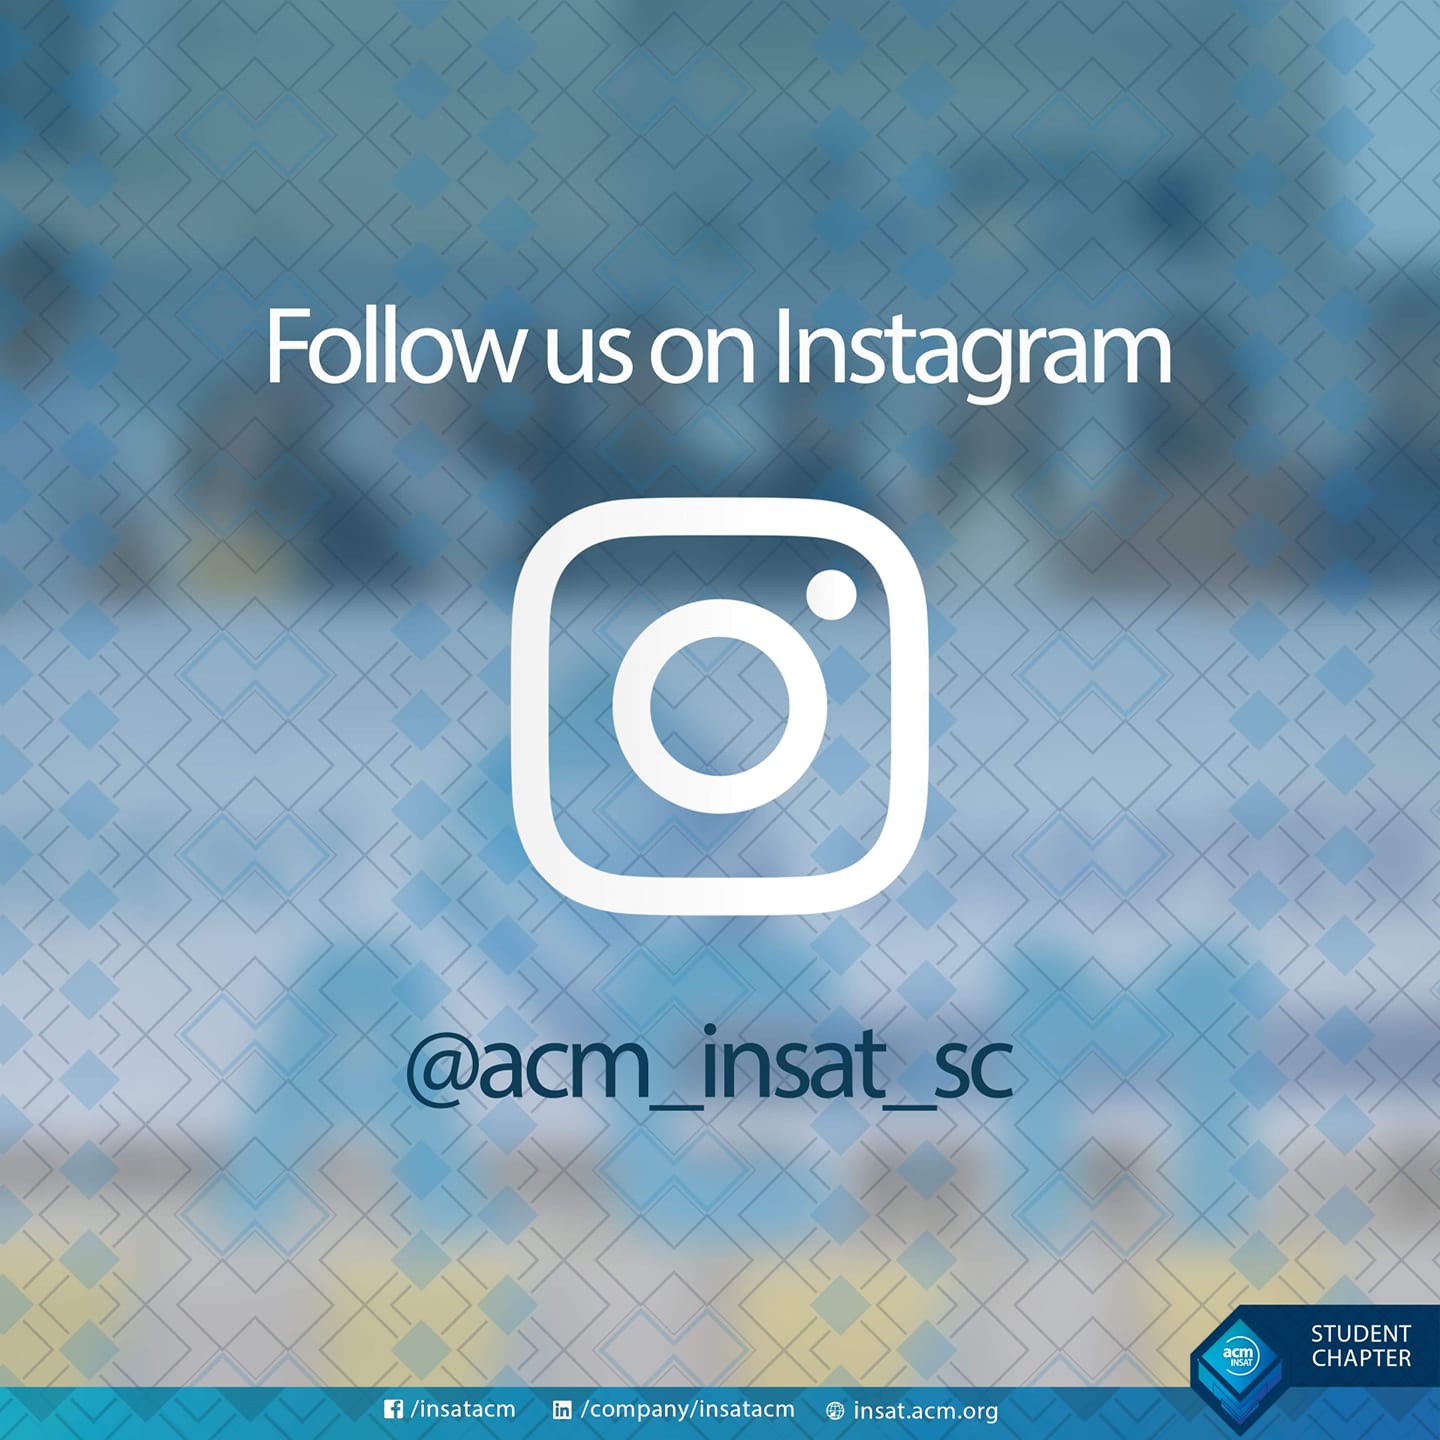 Follow us on Instagram
@acm_insat_sc
acm
INSAT
STUDENT
CHAPTER
/insatacm
/company/insatacm
insat.acm.org